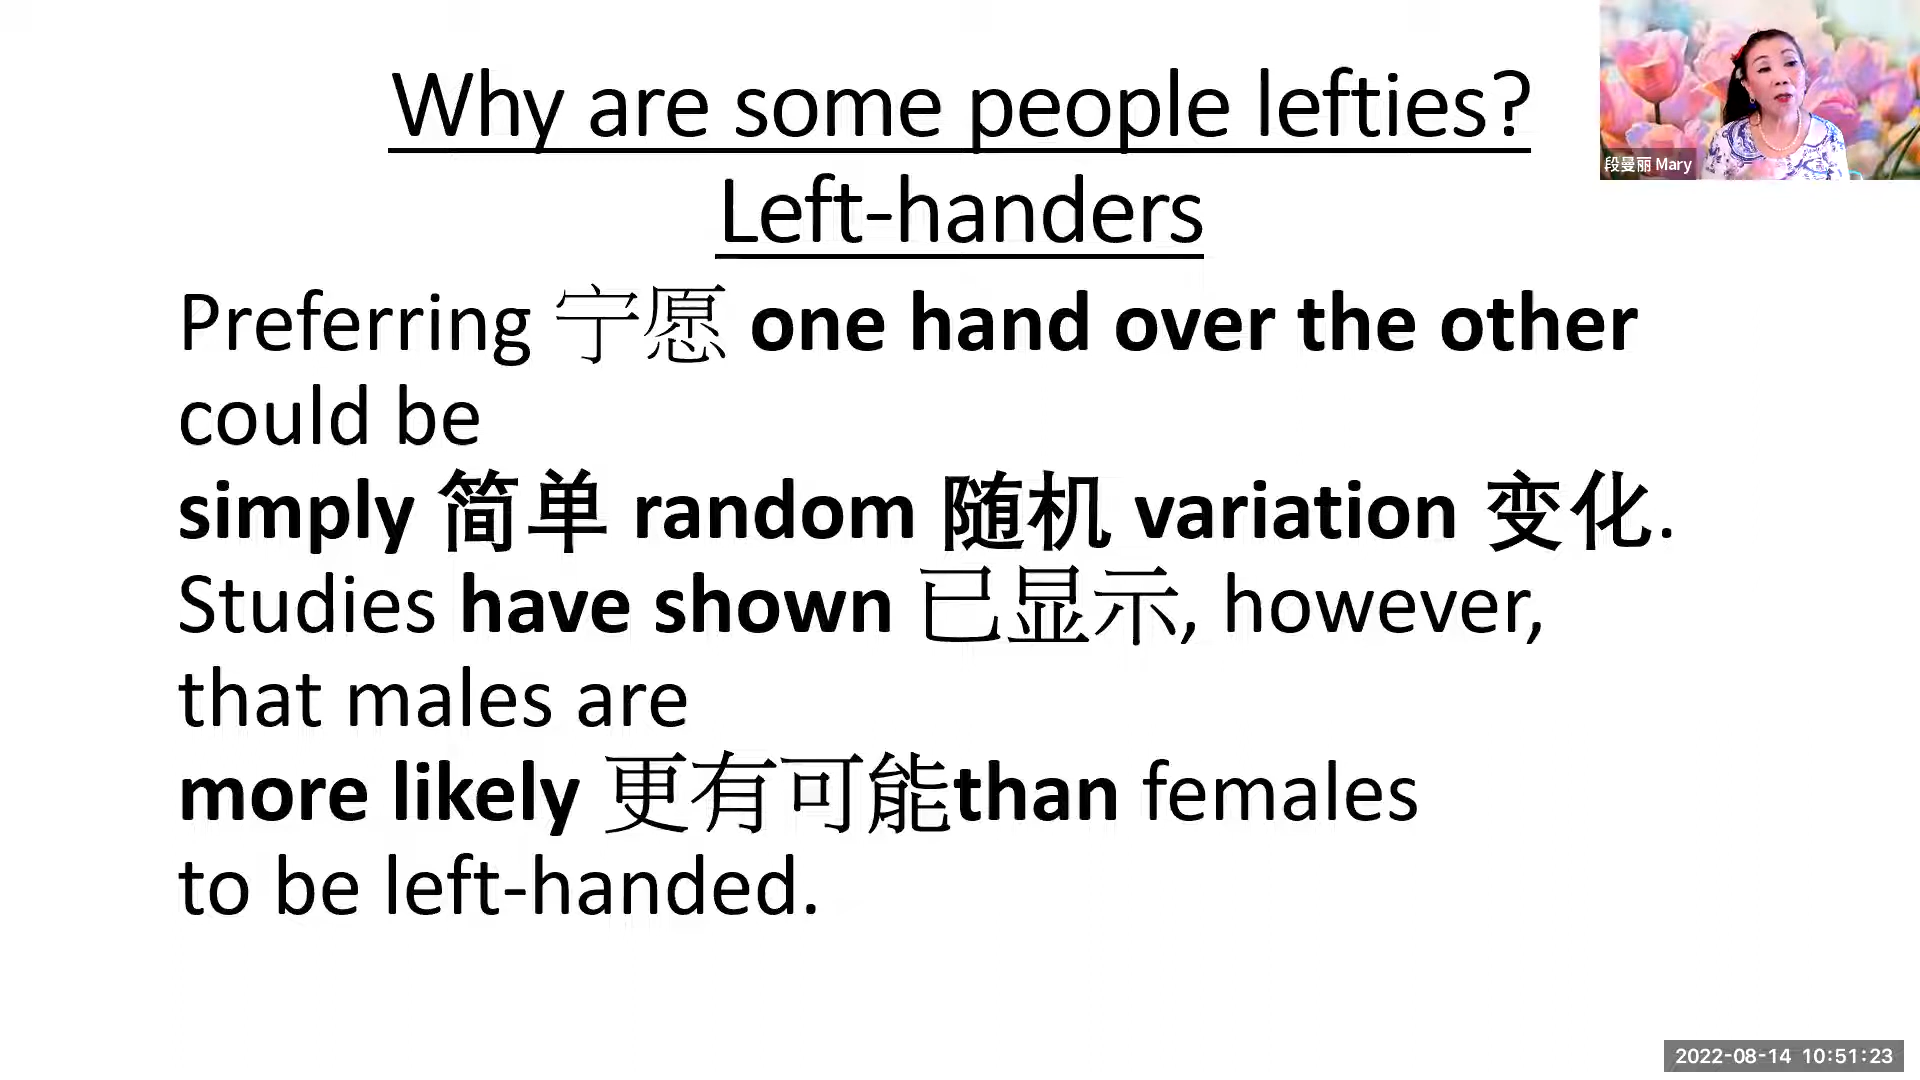 Why are some people lefties?
Left-handers
Preferring 宁愿 one hand over the other
could be
simply 简单 random 随机 variation 变化.
Studies have shown 已显示, however,
that males are
more likely 更有可能than females
to be left-handed.
段曼丽 Mary
2022-08-14 10:51:23